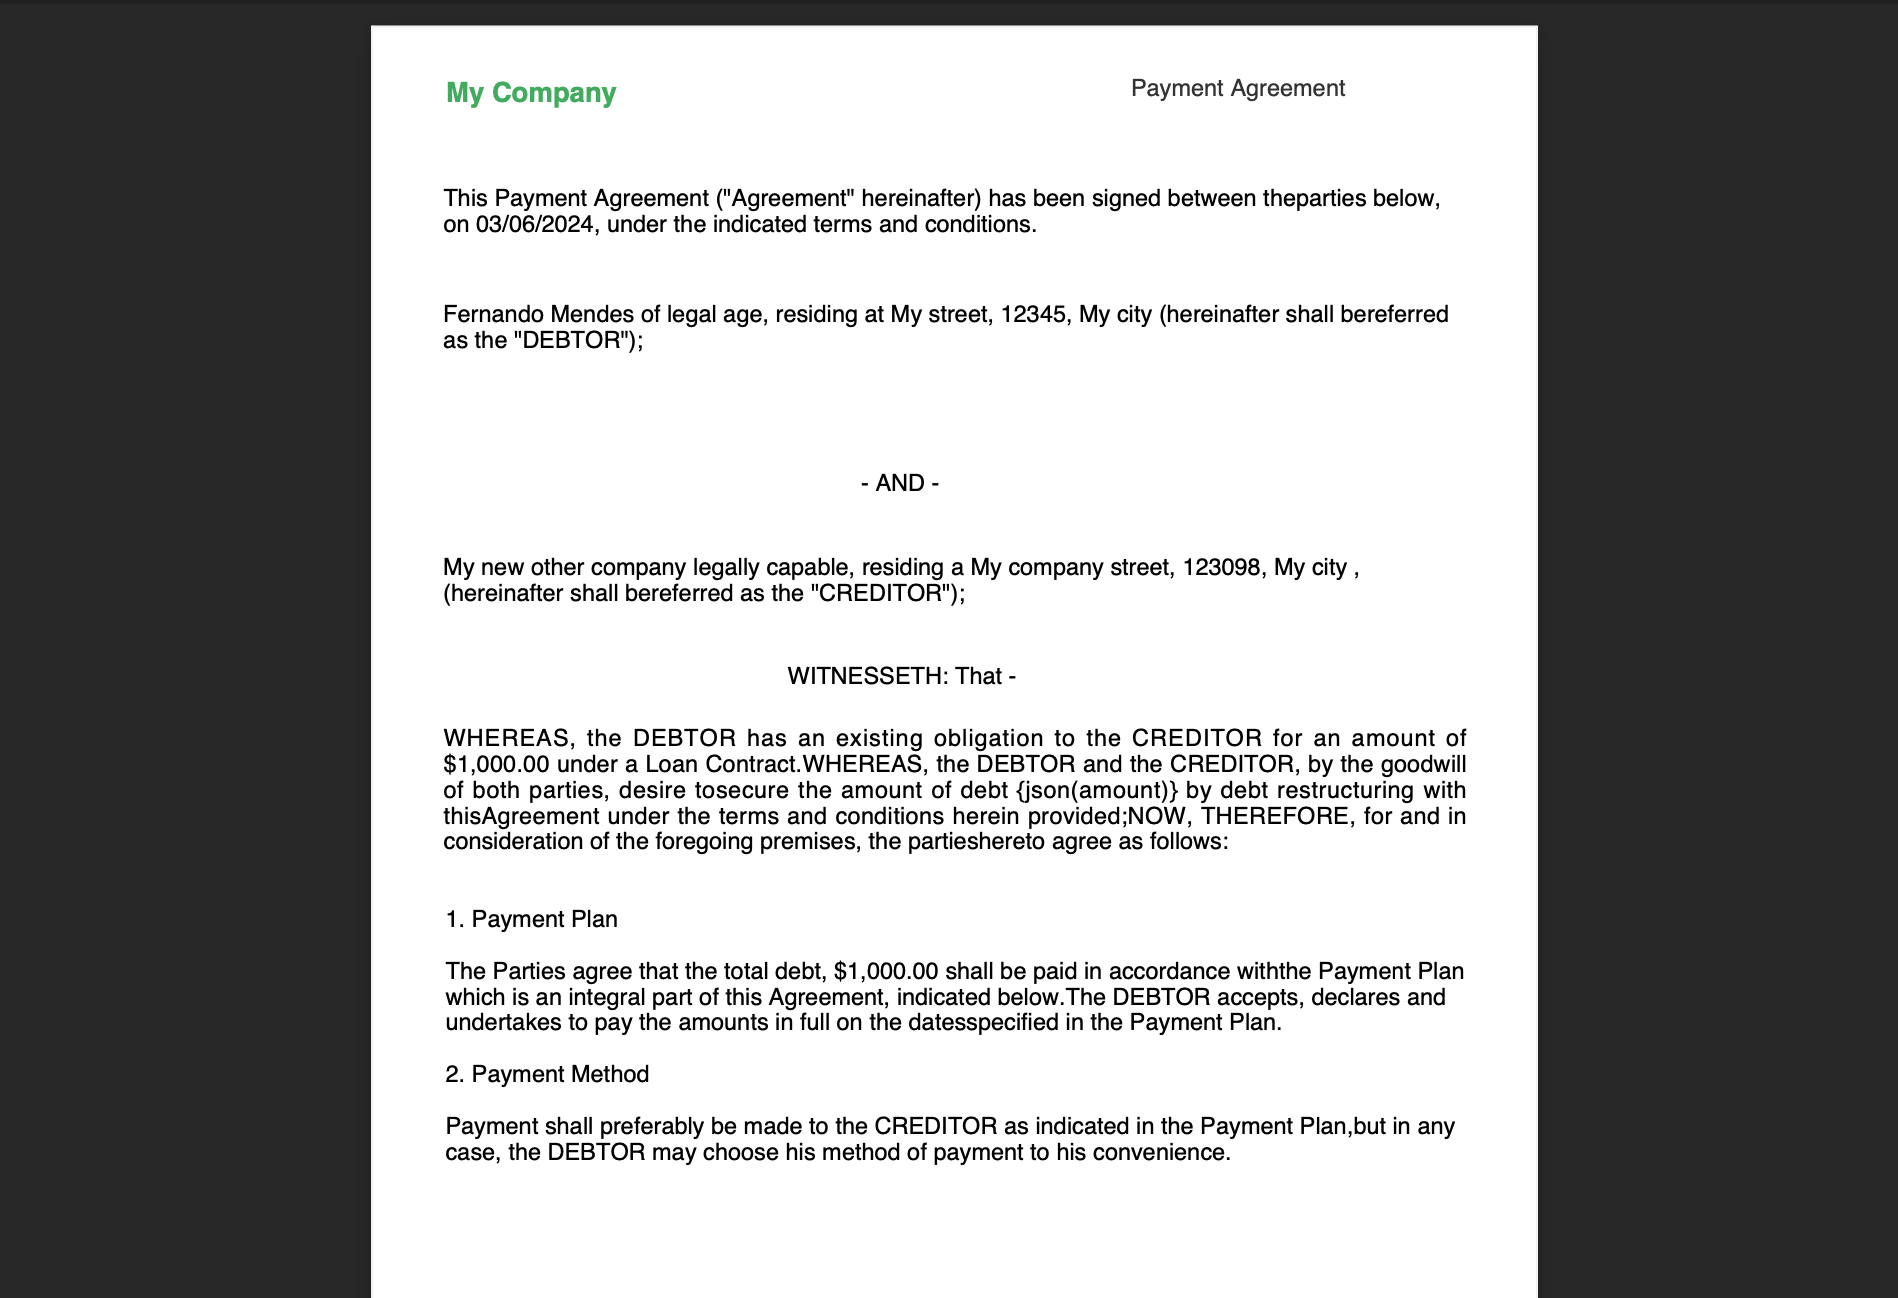 My Company
Payment Agreement
This Payment Agreement ("Agreement" hereinafter) has been signed between theparties below,
on 03/06/2024, under the indicated terms and conditions.
Fernando Mendes of legal age, residing at My street, 12345, My city (hereinafter shall bereferred
as the "DEBTOR");
- AND -
My new other company legally capable, residing a My company street, 123098, My city ,
(hereinafter shall bereferred as the "CREDITOR");
WITNESSETH: That -
WHEREAS, the DEBTOR has an existing obligation to the CREDITOR for an amount of
$1,000.00 under a Loan Contract.WHEREAS, the DEBTOR and the CREDITOR, by the goodwill
of both parties, desire tosecure the amount of debt {json(amount)} by debt restructuring with
thisAgreement under the terms and conditions herein provided;NOW, THEREFORE, for and in
consideration of the foregoing premises, the partieshereto agree as follows:
1. Payment Plan
The Parties agree that the total debt, $1,000.00 shall be paid in accordance withthe Payment Plan
which is an integral part of this Agreement, indicated below.The DEBTOR accepts, declares and
undertakes to pay the amounts in full on the datesspecified in the Payment Plan.
2. Payment Method
Payment shall preferably be made to the CREDITOR as indicated in the Payment Plan,but in any
case, the DEBTOR may choose his method of payment to his convenience.